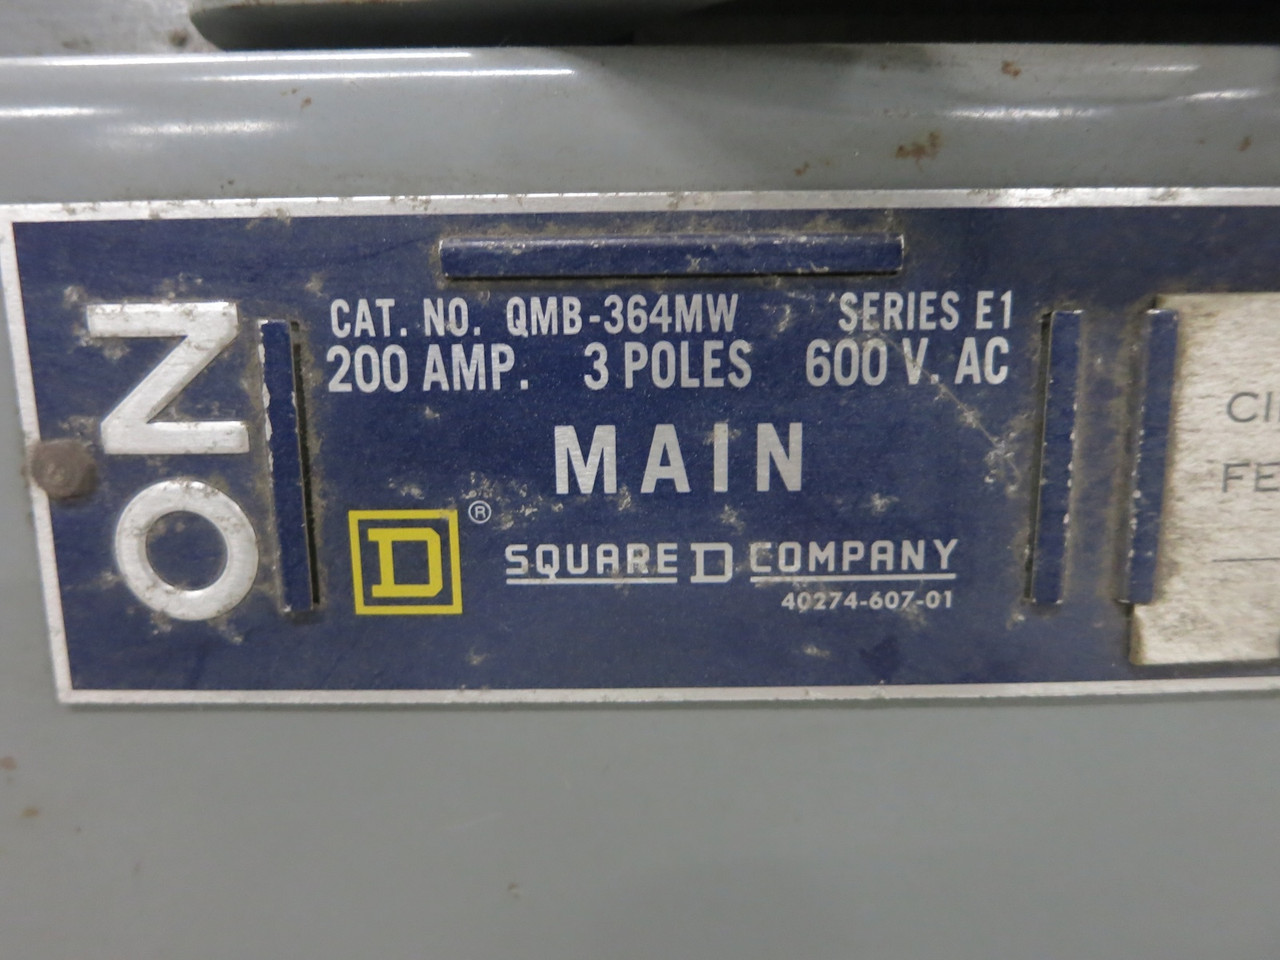 ON
CAT. NO. QMB-364MW SERIES E1
200 AMP. 3 POLES 600 V. AC
MAIN
D ®
SQUARE D COMPANY
40274-607-01